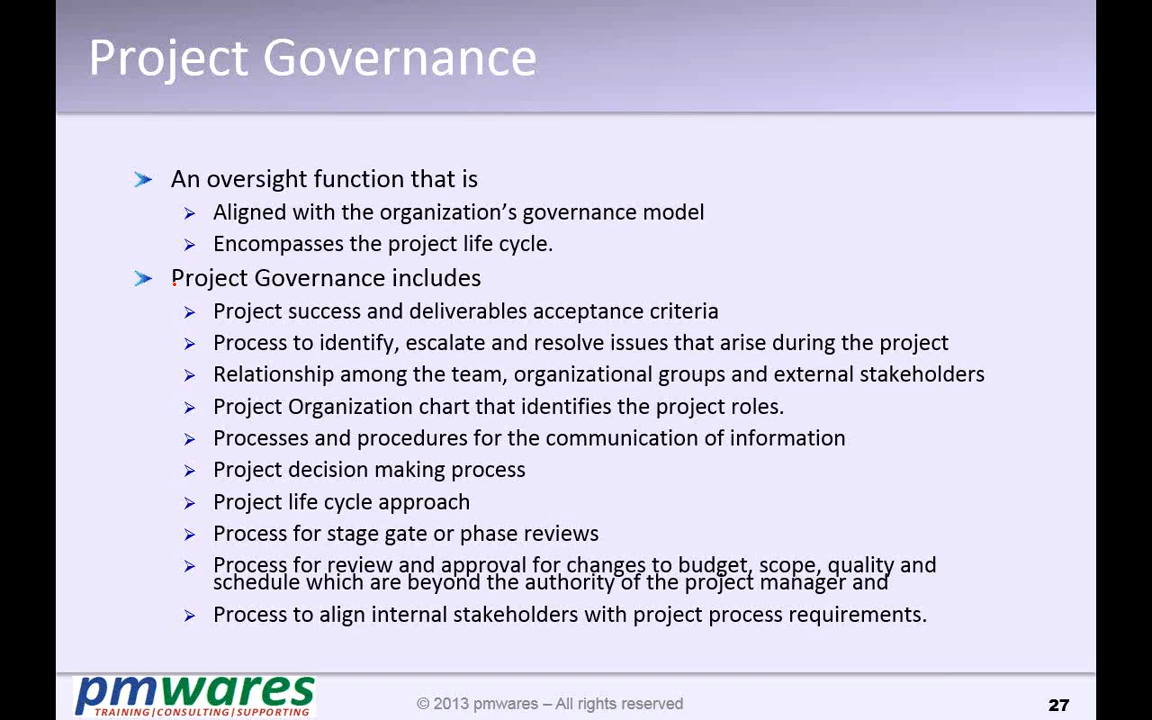 Project Governance
An oversight function that is
Aligned with the organization’s governance model
Encompasses the project life cycle.
Project Governance includes
Project success and deliverables acceptance criteria
Process to identify, escalate and resolve issues that arise during the project
Relationship among the team, organizational groups and external stakeholders
Project Organization chart that identifies the project roles.
Processes and procedures for the communication of information
Project decision making process
Project life cycle approach
Process for stage gate or phase reviews
Process for review and approval for changes to budget, scope, quality and
schedule which are beyond the authority of the project manager and
Process to align internal stakeholders with project process requirements.
pmwares
TRAINING|CONSULTING|SUPPORTING
© 2013 pmwares – All rights reserved
27